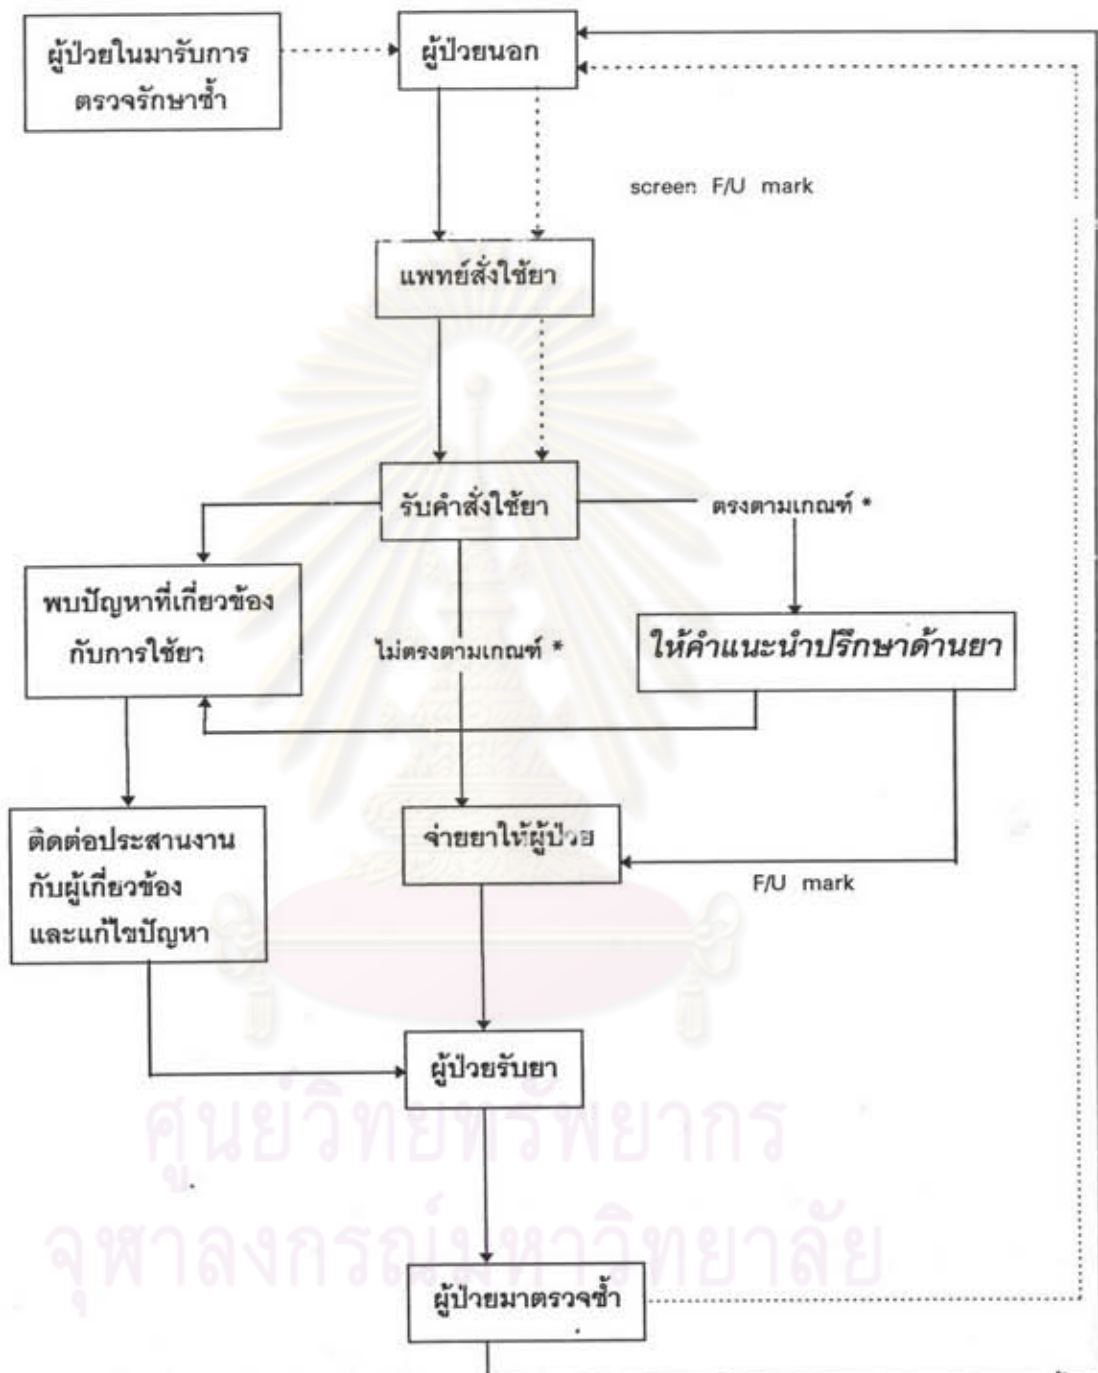 ผู้ป่วยในมารับการ
ตรวจรักษาซ้ำ
ผู้ป่วยนอก
screen F/U mark
แพทย์สั่งใช้ยา
รับคำสั่งใช้ยา
ตรงตามเกณฑ์ *
พบปัญหาที่เกี่ยวข้อง
กับการใช้ยา
ไม่ตรงตามเกณฑ์ *
ให้คำแนะนำปรึกษาด้านยา
ติดต่อประสานงาน
กับผู้เกี่ยวข้อง
และแก้ไขปัญหา
จ่ายยาให้ผู้ป่วย
F/U mark
ผู้ป่วยรับยา
ศูนย์วิทยทรัพยากร
จุฬาลงกรณ์มหาวิทยาลัย
ผู้ป่วยมาตรวจซ้ำ